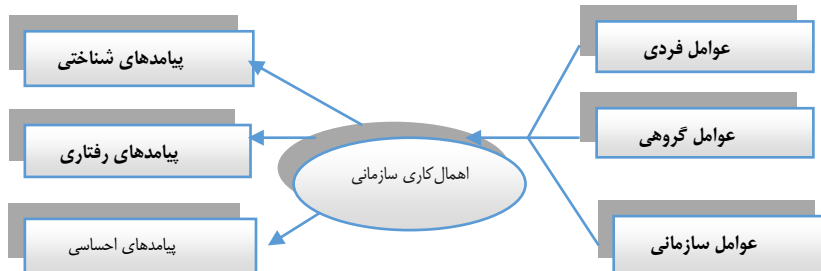 عوامل فردی
پیامدهای شناختی
عوامل گروهی
پیامدهای رفتاری
اهمال‌کاری سازمانی
عوامل سازمانی
پیامدهای احساسی